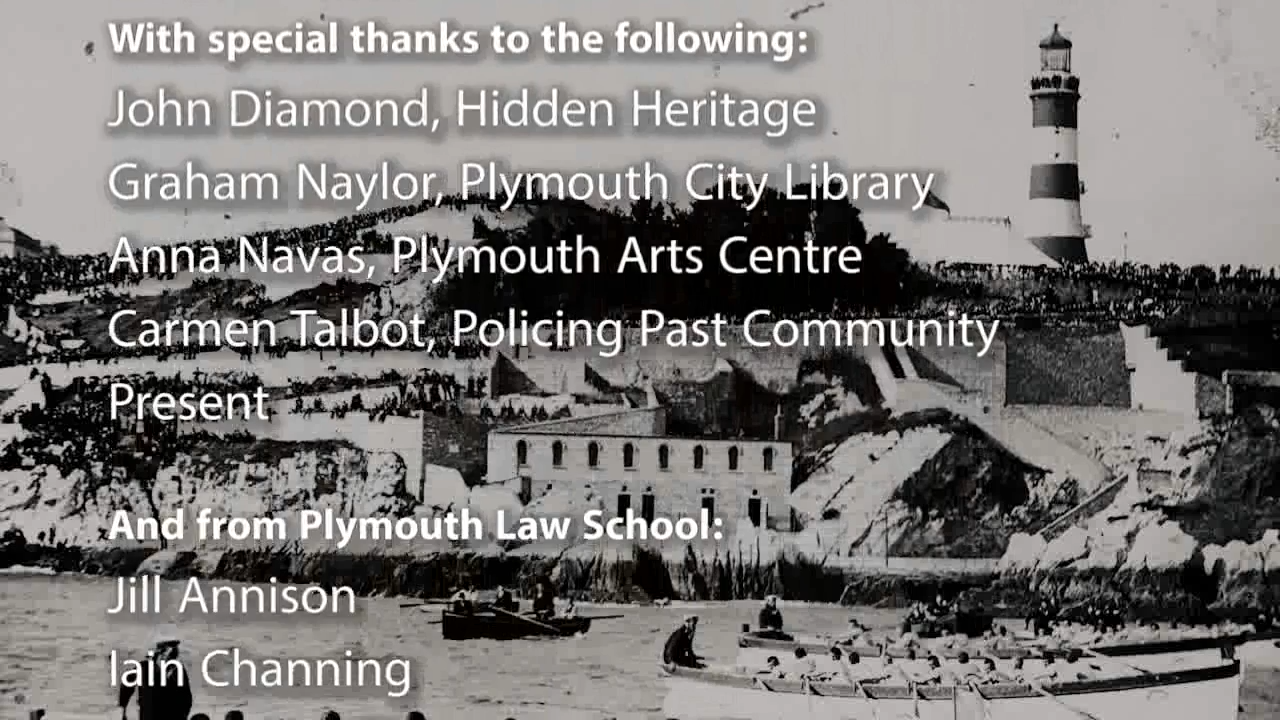 With special thanks to the following:
John Diamond, Hidden Heritage
Graham Naylor, Plymouth City Library
Anna Navas, Plymouth Arts Centre
Carmen Talbot, Policing Past Community
Present
And from Plymouth Law School:
Jill Annison
Iain Channing